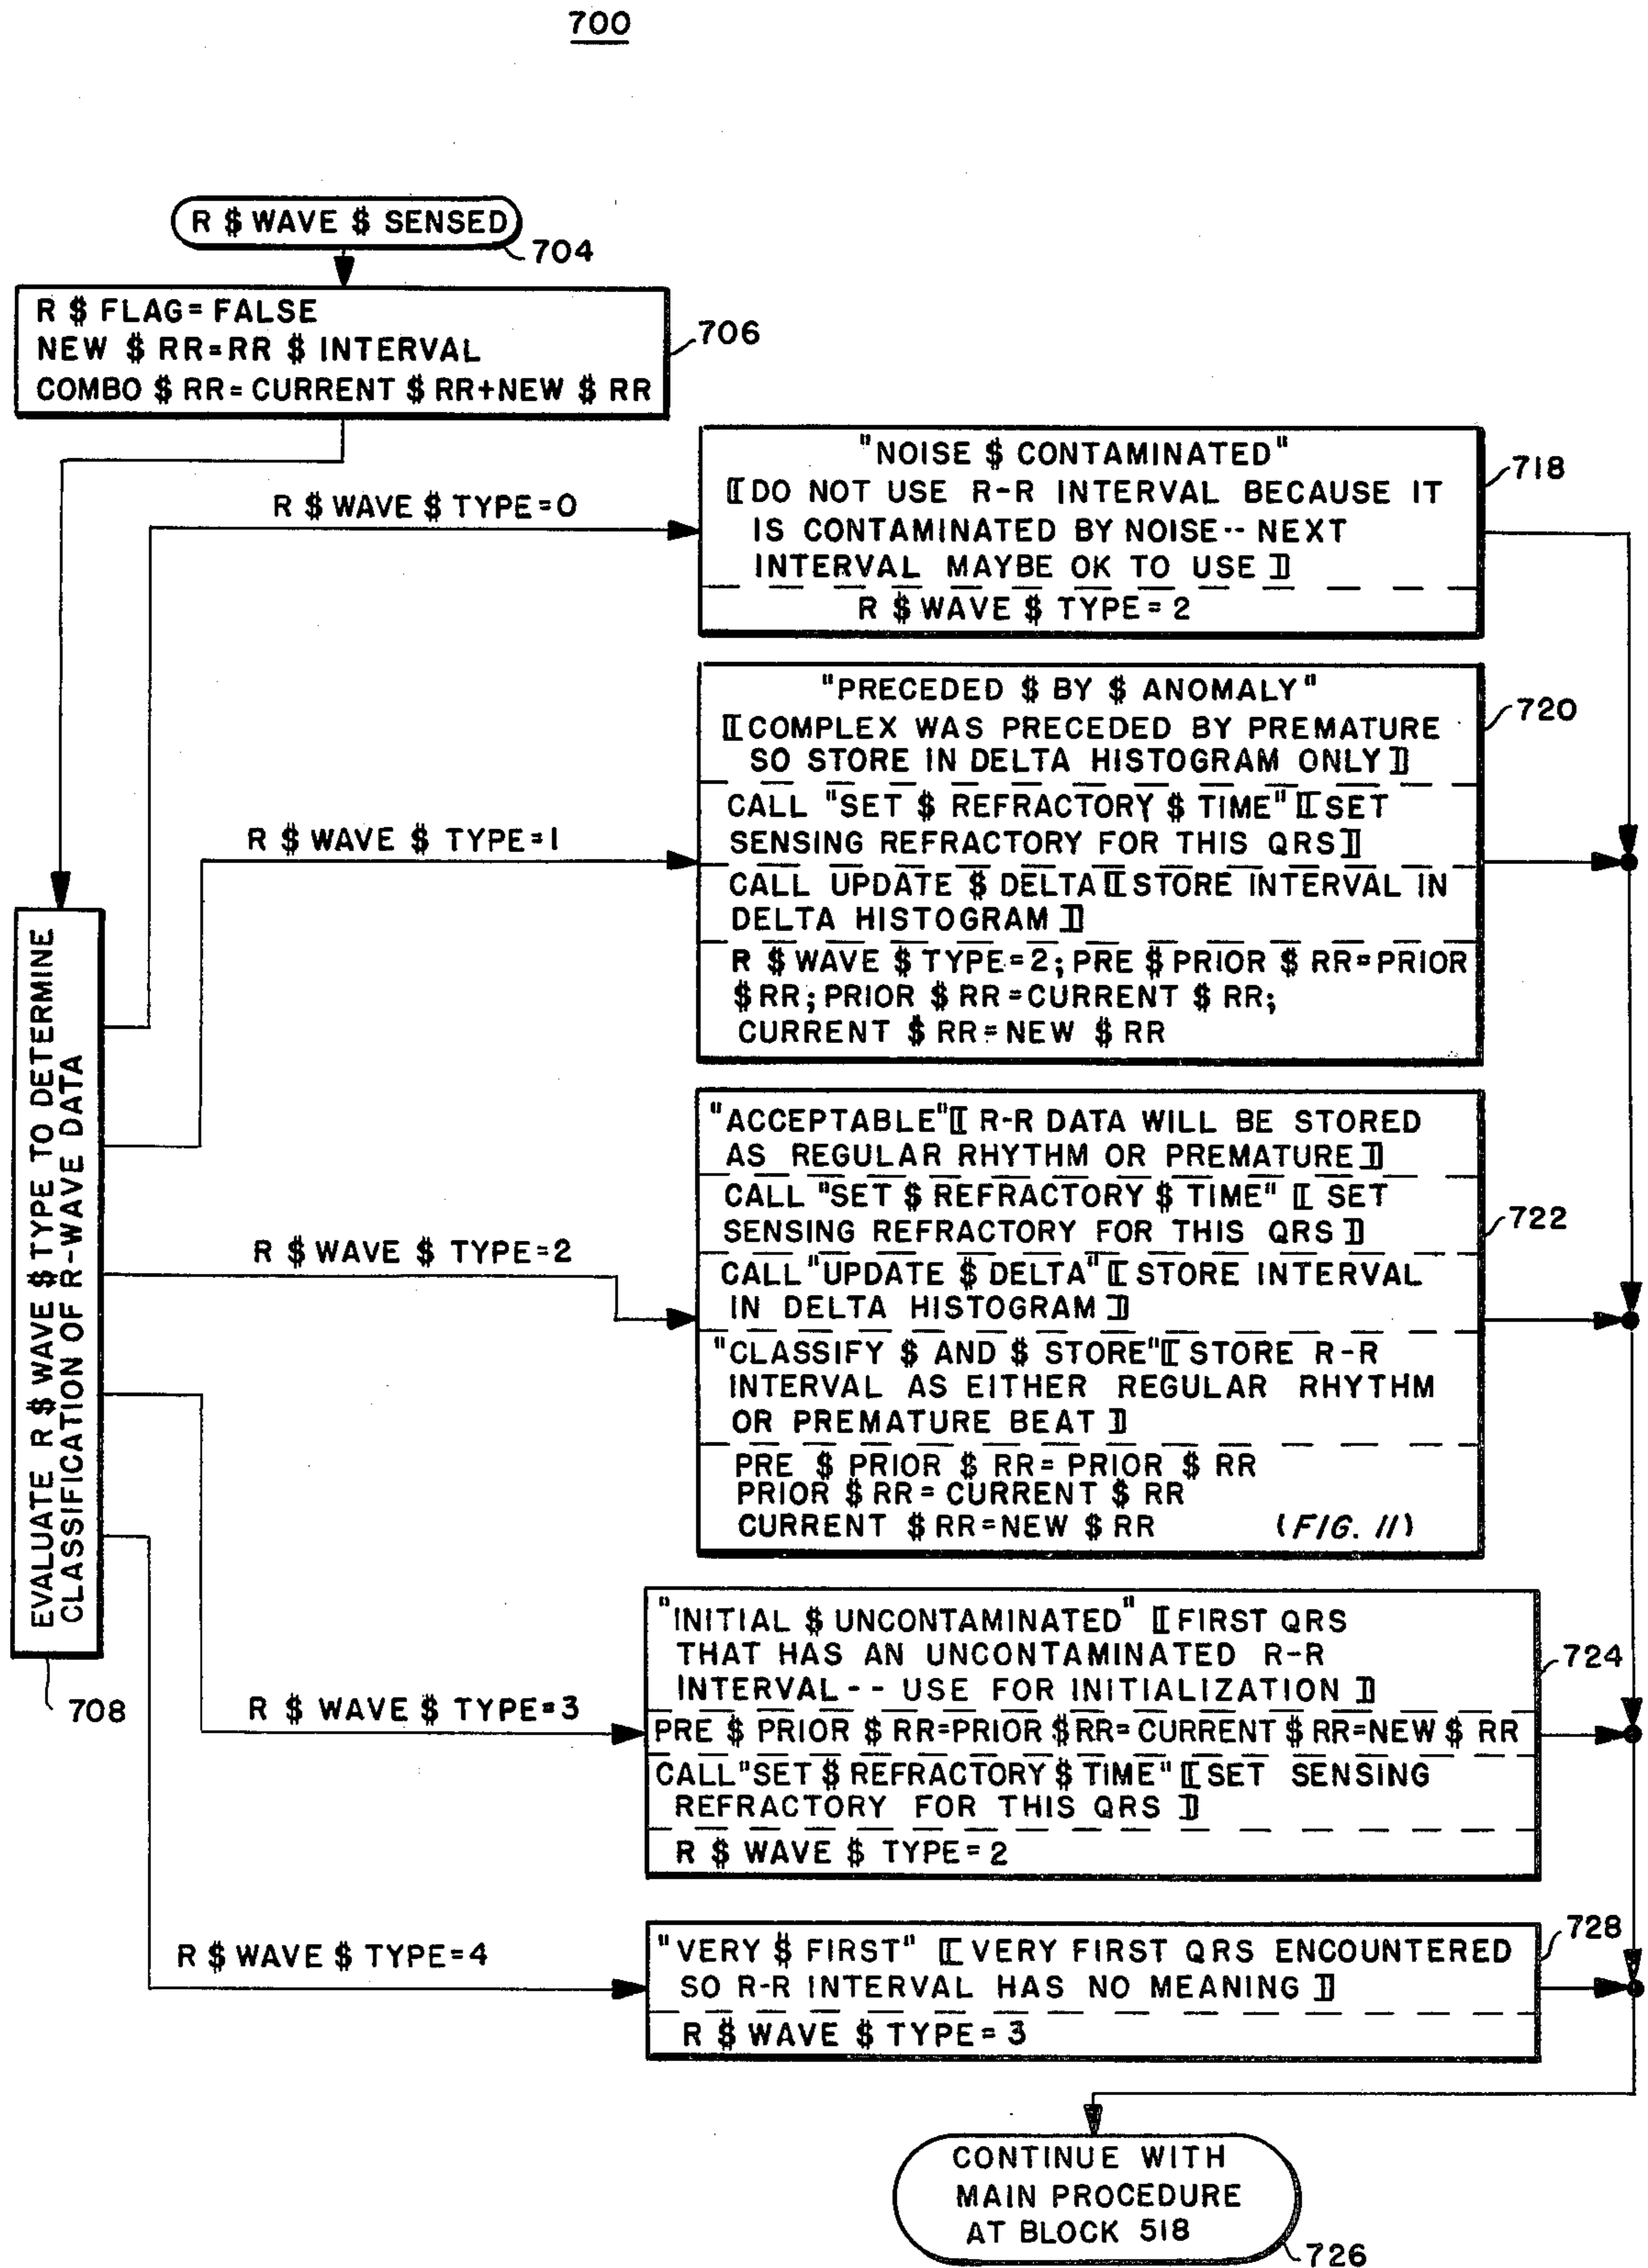 700
R $ WAVE $ SENSED
704
R $ FLAG=FALSE
NEW $ RR=RR $ INTERVAL
COMBO $ RR=CURRENT $ RR+NEW $ RR
706
EVALUATE R $ WAVE $ TYPE TO DETERMINE
CLASSIFICATION OF R-WAVE DATA
708
R $ WAVE $ TYPE=0
"NOISE $ CONTAMINATED"
⟦DO NOT USE R-R INTERVAL BECAUSE IT
IS CONTAMINATED BY NOISE--NEXT
INTERVAL MAYBE OK TO USE⟧
R $ WAVE $ TYPE=2
718
R $ WAVE $ TYPE=1
"PRECEDED $ BY $ ANOMALY"
⟦COMPLEX WAS PRECEDED BY PREMATURE
SO STORE IN DELTA HISTOGRAM ONLY⟧
CALL "SET $ REFRACTORY $ TIME" ⟦SET
SENSING REFRACTORY FOR THIS QRS⟧
CALL UPDATE $ DELTA ⟦STORE INTERVAL IN
DELTA HISTOGRAM⟧
R $ WAVE $ TYPE=2; PRE $ PRIOR $ RR=PRIOR
$ RR; PRIOR $ RR=CURRENT $ RR;
CURRENT $ RR=NEW $ RR
720
R $ WAVE $ TYPE=2
"ACCEPTABLE" ⟦R-R DATA WILL BE STORED
AS REGULAR RHYTHM OR PREMATURE⟧
CALL "SET $ REFRACTORY $ TIME" ⟦SET
SENSING REFRACTORY FOR THIS QRS⟧
CALL "UPDATE $ DELTA" ⟦STORE INTERVAL
IN DELTA HISTOGRAM⟧
"CLASSIFY $ AND $ STORE" ⟦STORE R-R
INTERVAL AS EITHER REGULAR RHYTHM
OR PREMATURE BEAT⟧
PRE $ PRIOR $ RR=PRIOR $ RR
PRIOR $ RR=CURRENT $ RR
CURRENT $ RR=NEW $ RR (FIG. 11)
722
R $ WAVE $ TYPE=3
"INITIAL $ UNCONTAMINATED" ⟦FIRST QRS
THAT HAS AN UNCONTAMINATED R-R
INTERVAL-- USE FOR INITIALIZATION⟧
PRE $ PRIOR $ RR=PRIOR $ RR=CURRENT $ RR=NEW $ RR
CALL "SET $ REFRACTORY $ TIME" ⟦SET SENSING
REFRACTORY FOR THIS QRS⟧
R $ WAVE $ TYPE=2
724
R $ WAVE $ TYPE=4
"VERY $ FIRST" ⟦VERY FIRST QRS ENCOUNTERED
SO R-R INTERVAL HAS NO MEANING⟧
R $ WAVE $ TYPE=3
728
CONTINUE WITH
MAIN PROCEDURE
AT BLOCK 518
726